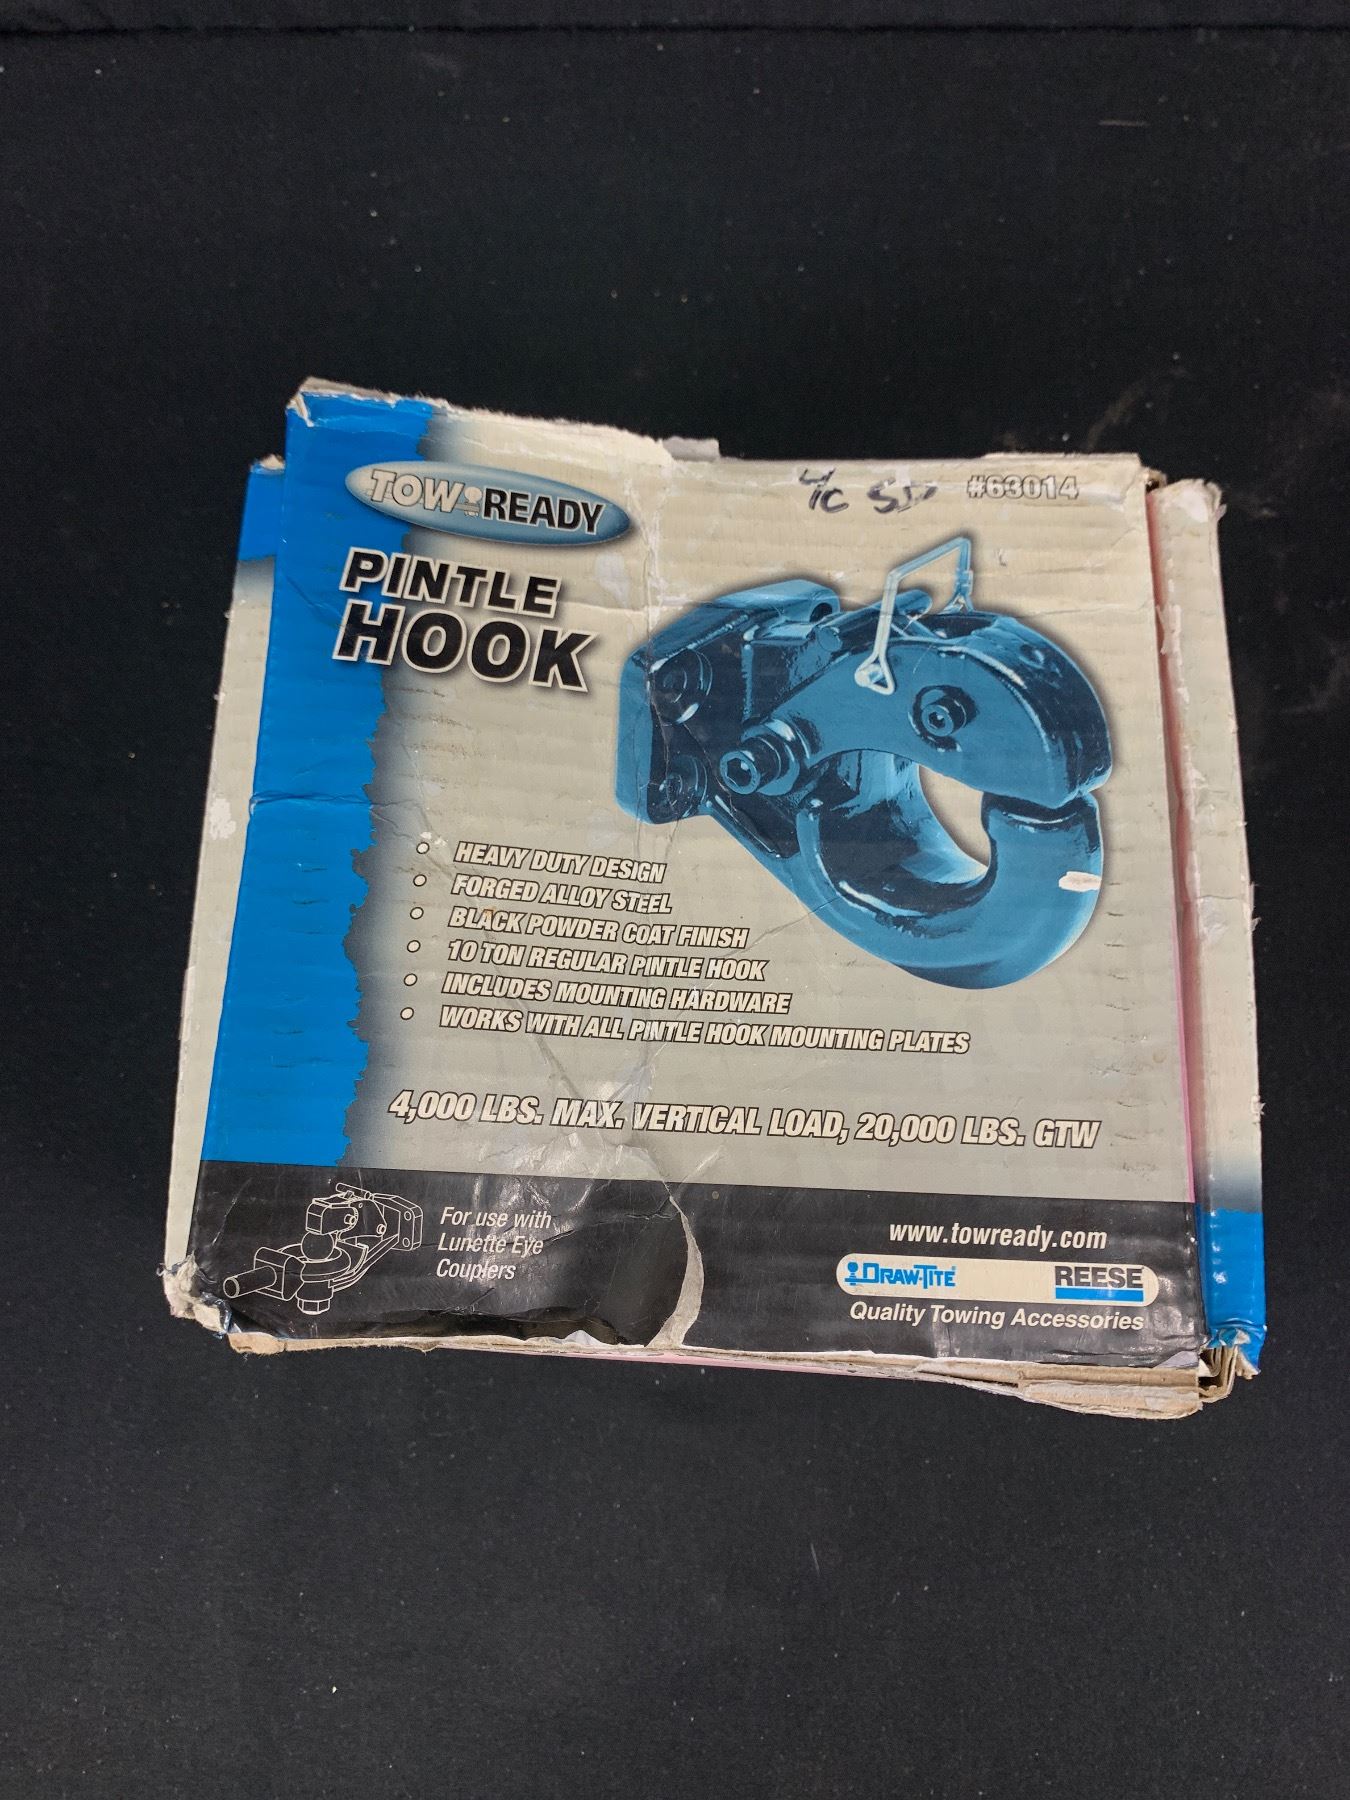 TOW READY
#63014
PINTLE
HOOK
HEAVY DUTY DESIGN
FORGED ALLOY STEEL
BLACK POWDER COAT FINISH
10 TON REGULAR PINTLE HOOK
INCLUDES MOUNTING HARDWARE
WORKS WITH ALL PINTLE HOOK MOUNTING PLATES
4,000 LBS. MAX. VERTICAL LOAD, 20,000 LBS. GTW
For use with
Lunette Eye
Couplers
www.towready.com
DRAW-TITE REESE
Quality Towing Accessories